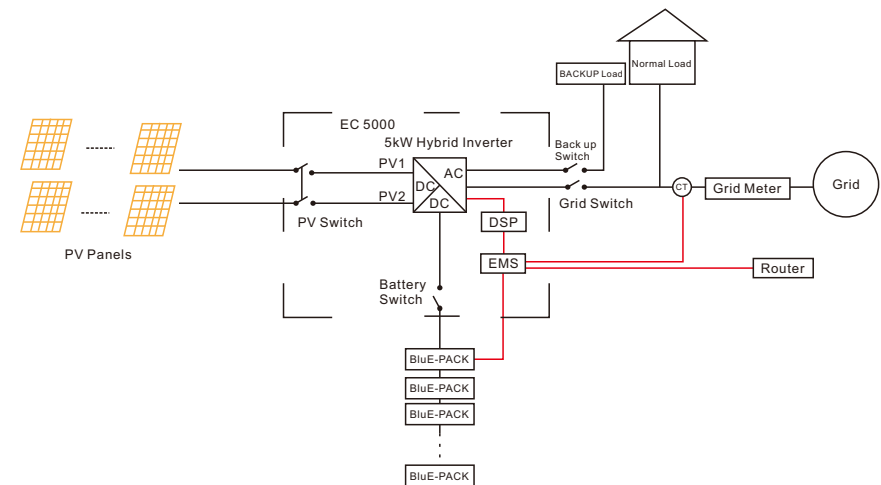 Normal Load
BACKUP Load
EC 5000
5kW Hybrid Inverter
Back up
Switch
PV1
AC
DC
DC
PV2
PV Switch
Grid Switch
CT
Grid Meter
Grid
DSP
PV Panels
EMS
Router
Battery
Switch
BluE-PACK
BluE-PACK
BluE-PACK
BluE-PACK